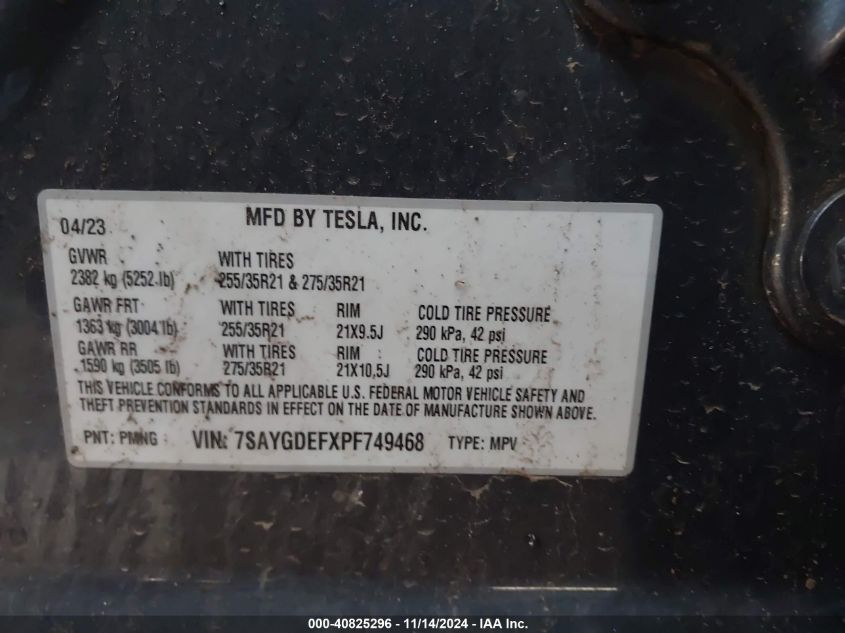 04/23 MFD BY TESLA, INC.
GVWR WITH TIRES
2382 kg (5252 lb) 255/35R21 & 275/35R21
GAWR FRT WITH TIRES RIM COLD TIRE PRESSURE
1363 kg (3004 lb) 255/35R21 21X9.5J 290 kPa, 42 psi
GAWR RR WITH TIRES RIM COLD TIRE PRESSURE
1590 kg (3505 lb) 275/35R21 21X10.5J 290 kPa, 42 psi
THIS VEHICLE CONFORMS TO ALL APPLICABLE U.S. FEDERAL MOTOR VEHICLE SAFETY AND
THEFT PREVENTION STANDARDS IN EFFECT ON THE DATE OF MANUFACTURE SHOWN ABOVE.
PNT: PMNG VIN: 7SAYGDEFXPF749468 TYPE: MPV
000-40825296 - 11/14/2024 - IAA Inc.